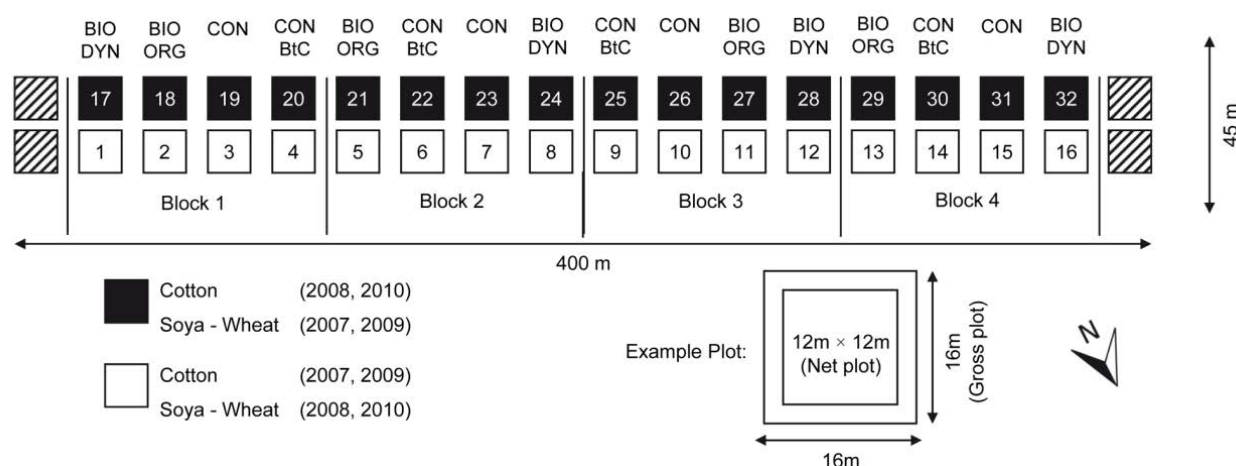 BIO DYN BIO ORG CON CON BtC BIO ORG CON BtC CON BIO DYN CON BtC CON BIO ORG BIO DYN BIO ORG CON BtC CON BIO DYN
17 18 19 20 21 22 23 24 25 26 27 28 29 30 31 32
1 2 3 4 5 6 7 8 9 10 11 12 13 14 15 16
Block 1 Block 2 Block 3 Block 4
45 m
400 m
Cotton (2008, 2010)
Soya - Wheat (2007, 2009)
Cotton (2007, 2009)
Soya - Wheat (2008, 2010)
Example Plot:
12m × 12m
(Net plot)
16m
(Gross plot)
16m
N